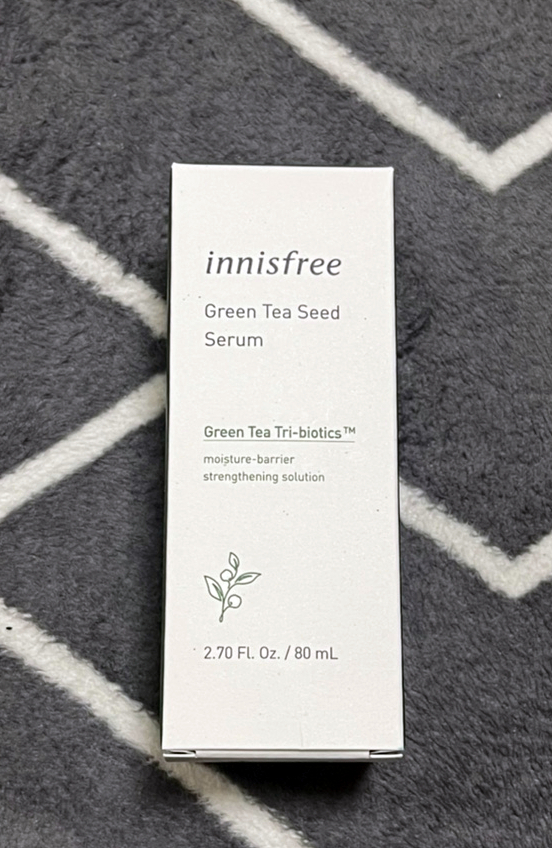 innisfree
Green Tea Seed
Serum
Green Tea Tri-biotics™
moisture-barrier
strengthening solution
2.70 Fl. Oz. / 80 mL